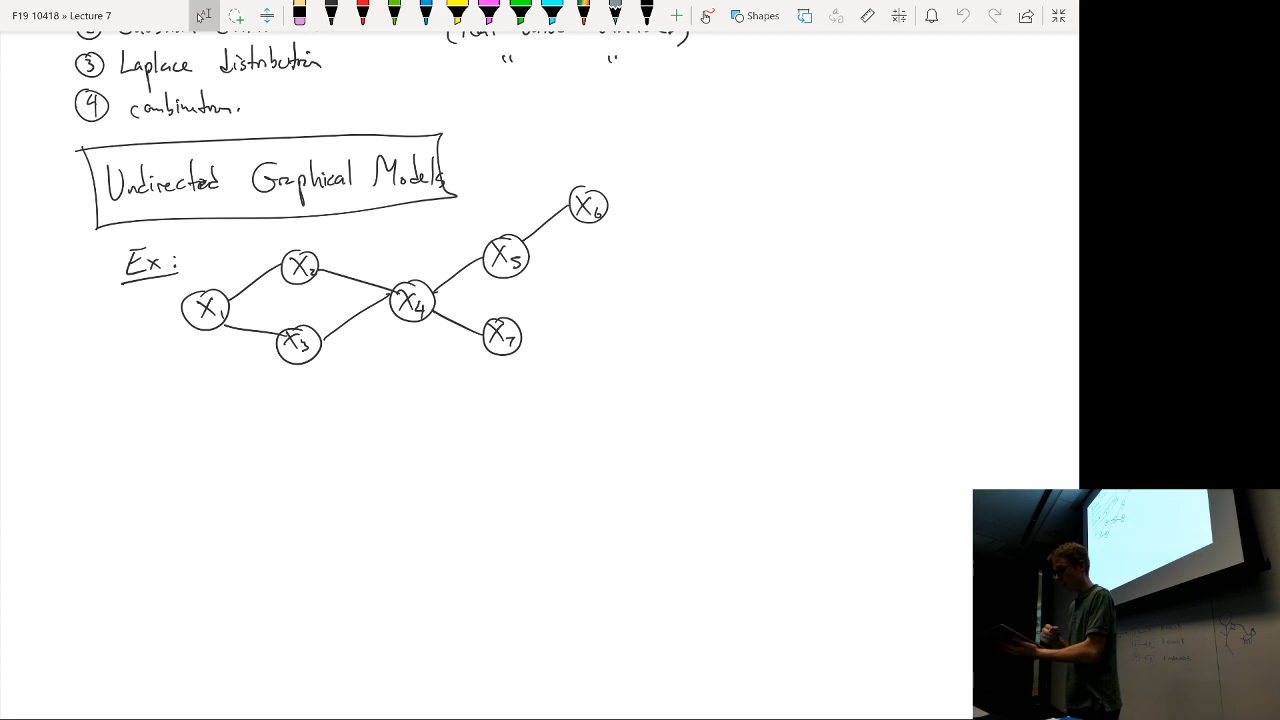 F19 10418 » Lecture 7
Shapes
③ Laplace distribution " "
④ combinations.
Undirected Graphical Models
Ex:
X6
X2
X5
X1
X4
X3
X7